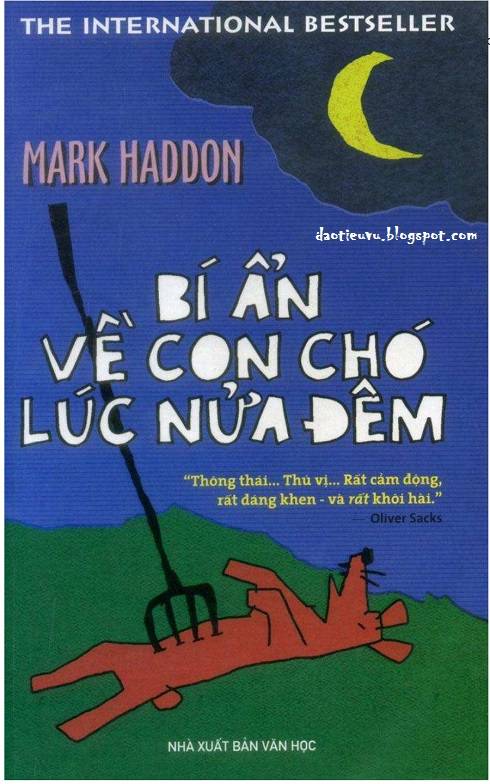 THE INTERNATIONAL BESTSELLER
MARK HADDON
daotieuvu.blogspot.com
BÍ ẨN
VỀ CON CHÓ
LÚC NỬA ĐÊM
“Thông thái... Thú vị... Rất cảm động,
rất đáng khen - và rất khôi hài.”
— Oliver Sacks
NHÀ XUẤT BẢN VĂN HỌC